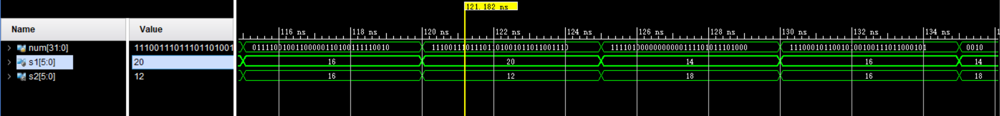 121.182 ns
Name Value 116 ns 118 ns 120 ns 122 ns 124 ns 126 ns 128 ns 130 ns 132 ns 134 ns
num[31:0] 11100111011101101001 01111001001100000110100111110010 11100111011101101001011011001110 11110100000000000111101011101000 11100010110010100100111011000101 0010
s1[5:0] 20 16 20 14 16 14
s2[5:0] 12 16 12 18 16 18